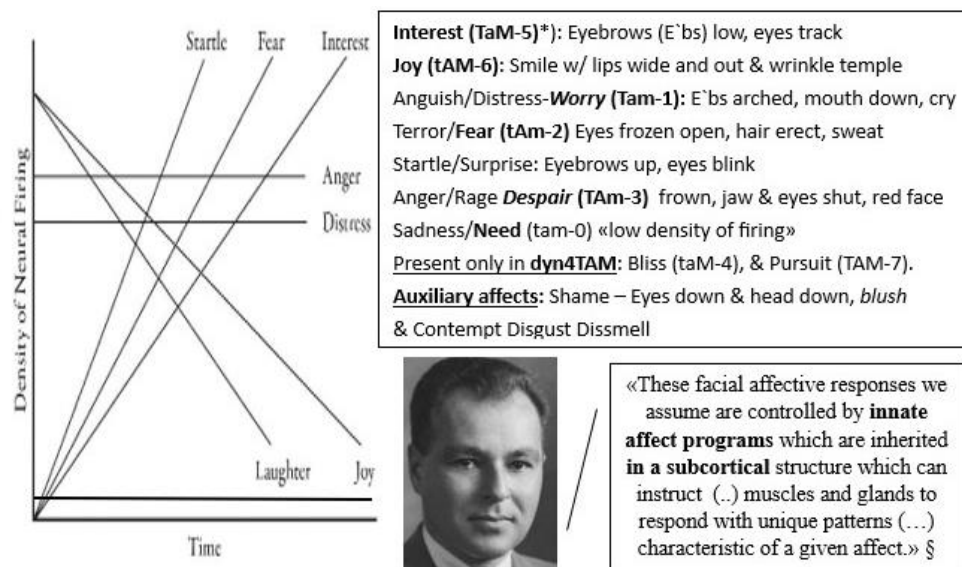 Startle Fear Interest
Anger
Distress
Laughter Joy
Density of Neural Firing
Time
Interest (TaM-5)*): Eyebrows (E`bs) low, eyes track
Joy (tAM-6): Smile w/ lips wide and out & wrinkle temple
Anguish/Distress-Worry (Tam-1): E`bs arched, mouth down, cry
Terror/Fear (tAm-2) Eyes frozen open, hair erect, sweat
Startle/Surprise: Eyebrows up, eyes blink
Anger/Rage Despair (TAm-3) frown, jaw & eyes shut, red face
Sadness/Need (tam-0) «low density of firing»
Present only in dyn4TAM: Bliss (taM-4), & Pursuit (TAM-7).
Auxiliary affects: Shame – Eyes down & head down, blush
& Contempt Disgust Dissmell
«These facial affective responses we
assume are controlled by innate
affect programs which are inherited
in a subcortical structure which can
instruct (..) muscles and glands to
respond with unique patterns (...)
characteristic of a given affect.» §